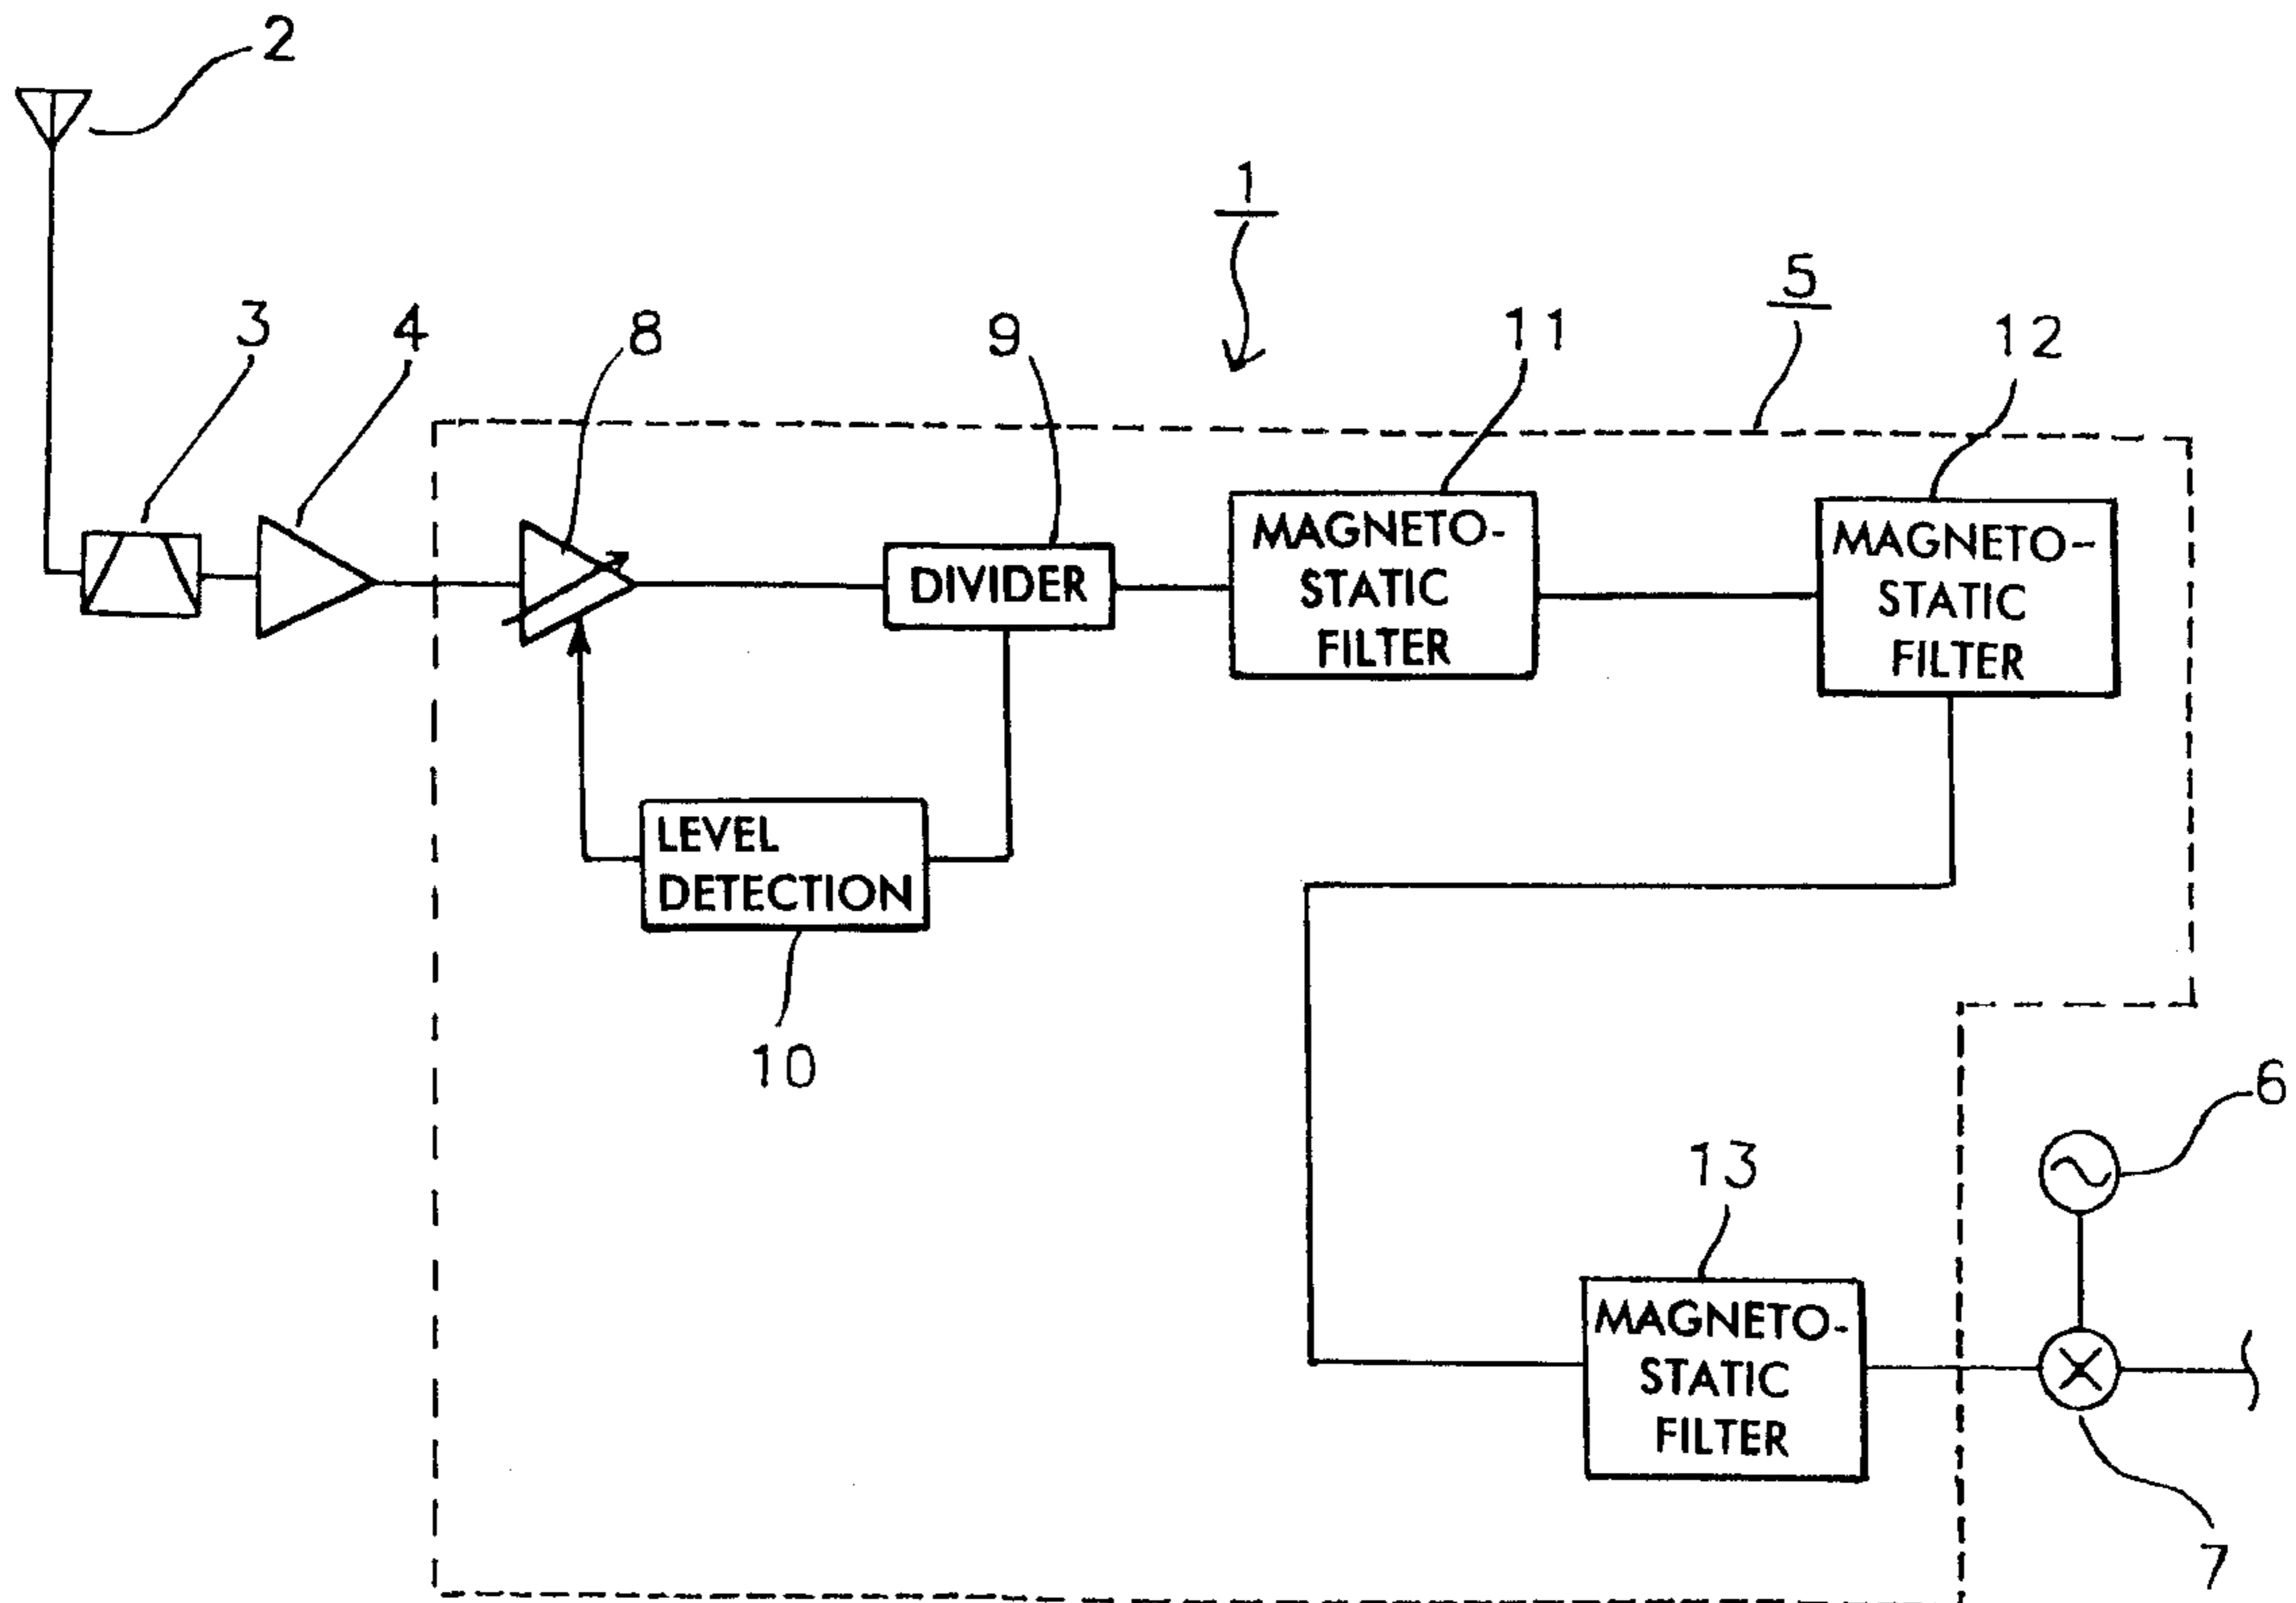 2
1
5
3
4
8
9
11
12
MAGNETO-
STATIC
FILTER
MAGNETO-
STATIC
FILTER
DIVIDER
LEVEL
DETECTION
10
6
13
MAGNETO-
STATIC
FILTER
7